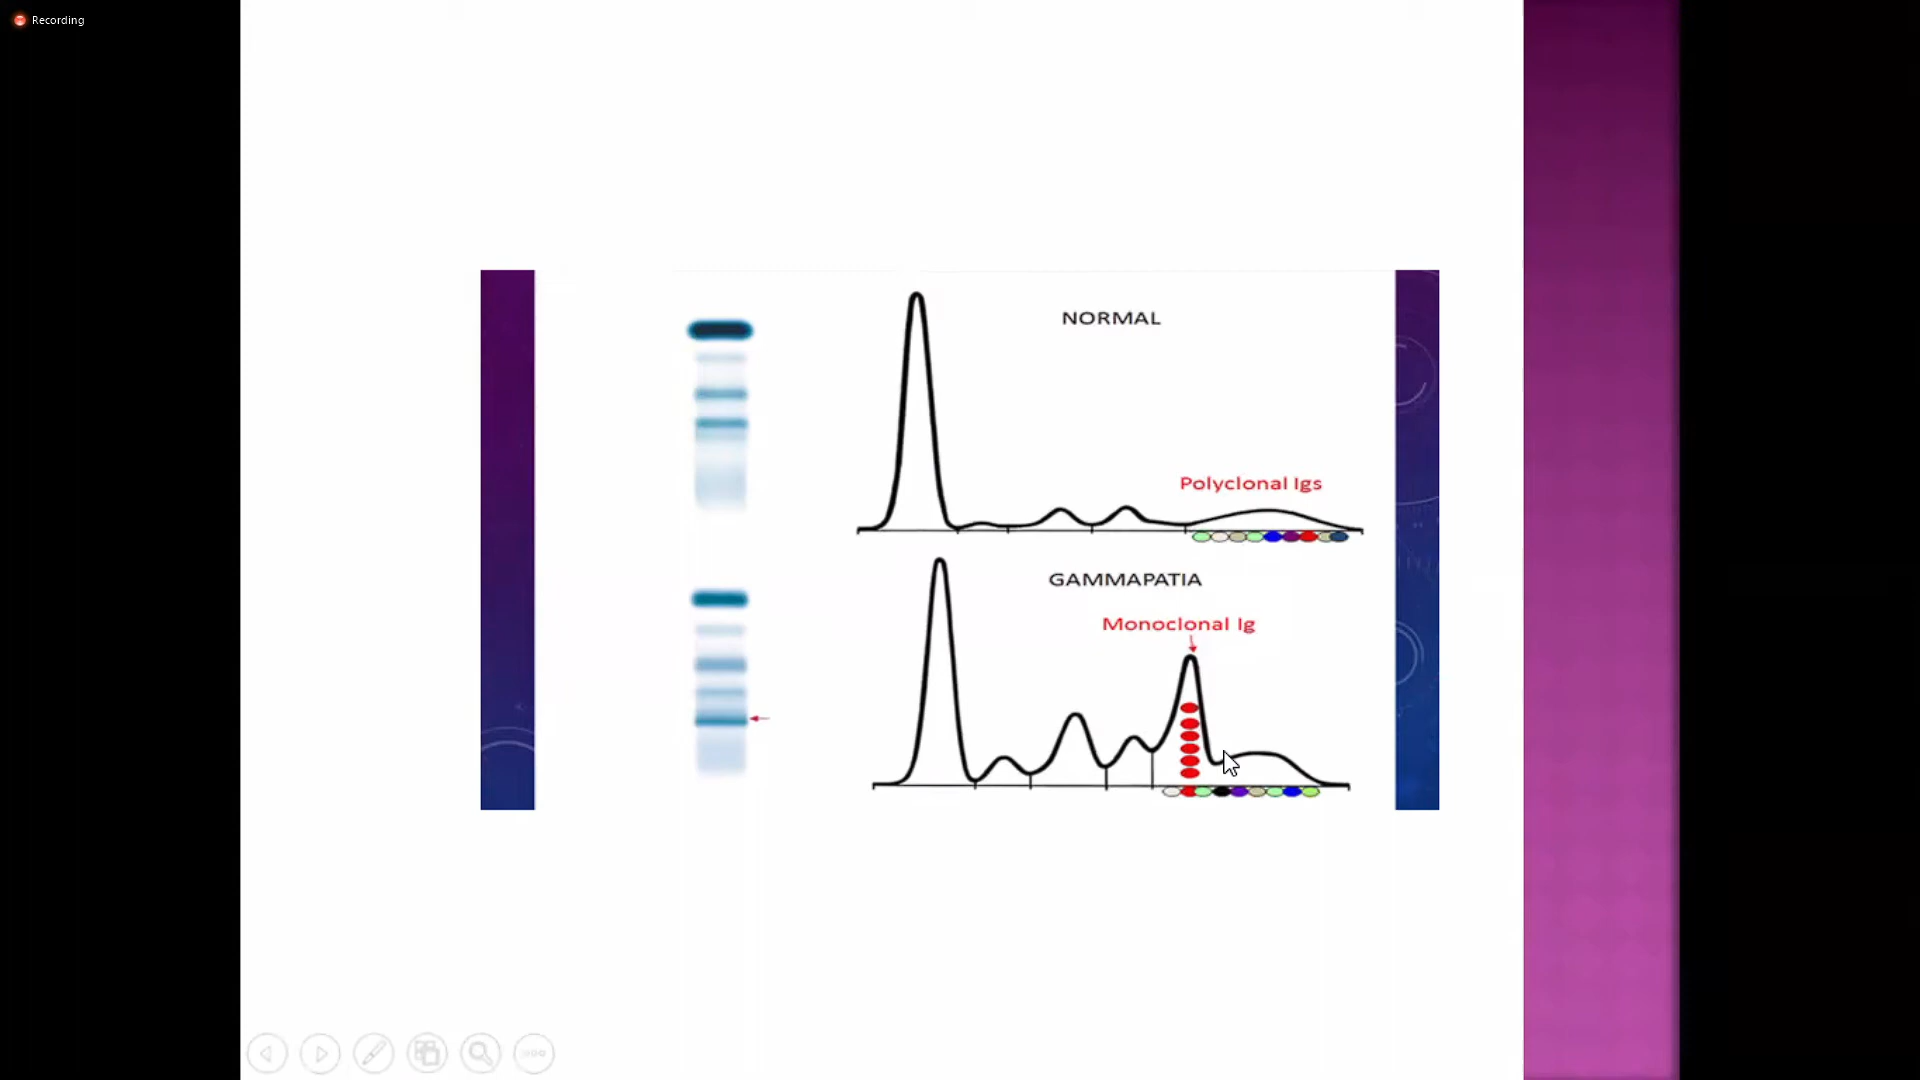 Recording
NORMAL
Polyclonal Igs
GAMMAPATIA
Monoclonal Ig